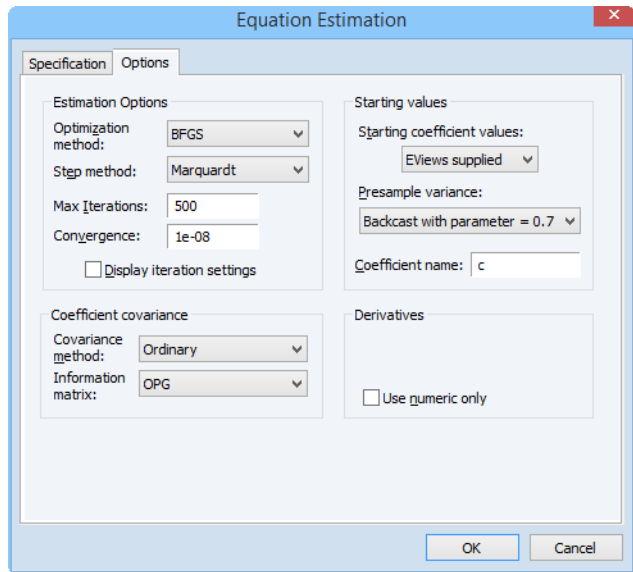 Equation Estimation
Specification Options
Estimation Options
Optimization method: BFGS
Step method: Marquardt
Max Iterations: 500
Convergence: 1e-08
Display iteration settings
Starting values
Starting coefficient values:
EViews supplied
Presample variance:
Backcast with parameter = 0.7
Coefficient name: c
Coefficient covariance
Covariance method: Ordinary
Information matrix: OPG
Derivatives
Use numeric only
OK Cancel